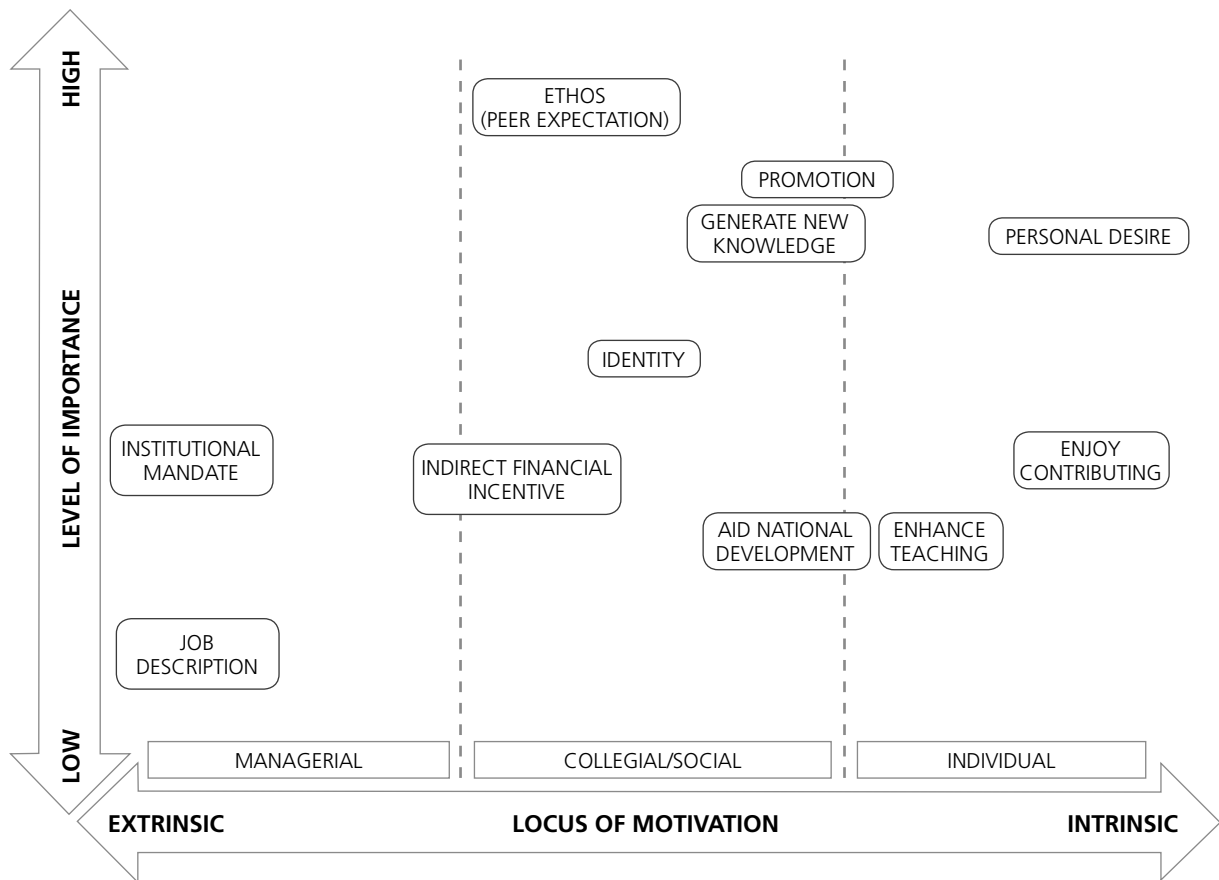 HIGH
LEVEL OF IMPORTANCE
LOW
ETHOS
(PEER EXPECTATION)
PROMOTION
GENERATE NEW
KNOWLEDGE
PERSONAL DESIRE
IDENTITY
INSTITUTIONAL
MANDATE
INDIRECT FINANCIAL
INCENTIVE
ENJOY
CONTRIBUTING
AID NATIONAL
DEVELOPMENT
ENHANCE
TEACHING
JOB
DESCRIPTION
MANAGERIAL
COLLEGIAL/SOCIAL
INDIVIDUAL
EXTRINSIC
LOCUS OF MOTIVATION
INTRINSIC